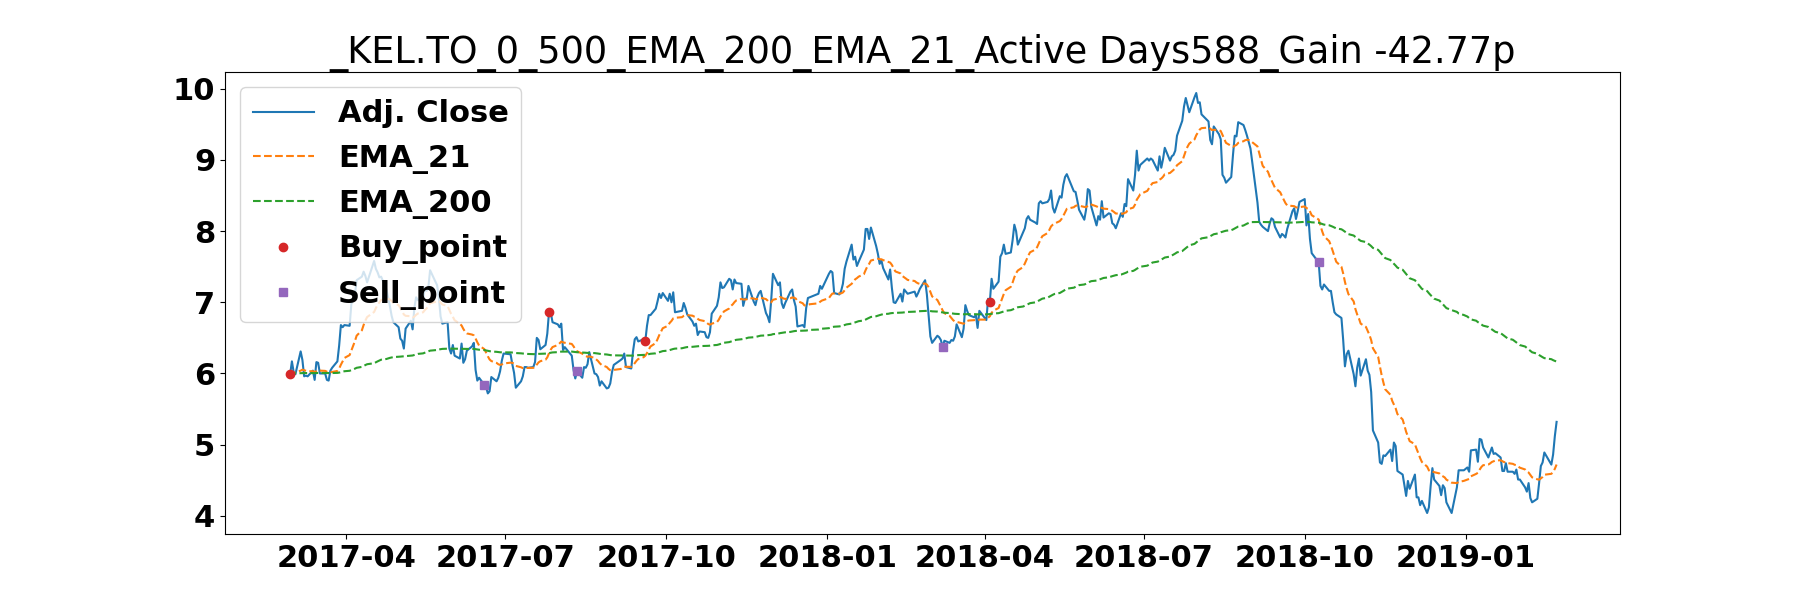 _KEL.TO_0_500_EMA_200_EMA_21_Active Days588_Gain -42.77p
10
9
8
7
6
5
4
Adj. Close
EMA_21
EMA_200
Buy_point
Sell_point
2017-04 2017-07 2017-10 2018-01 2018-04 2018-07 2018-10 2019-01